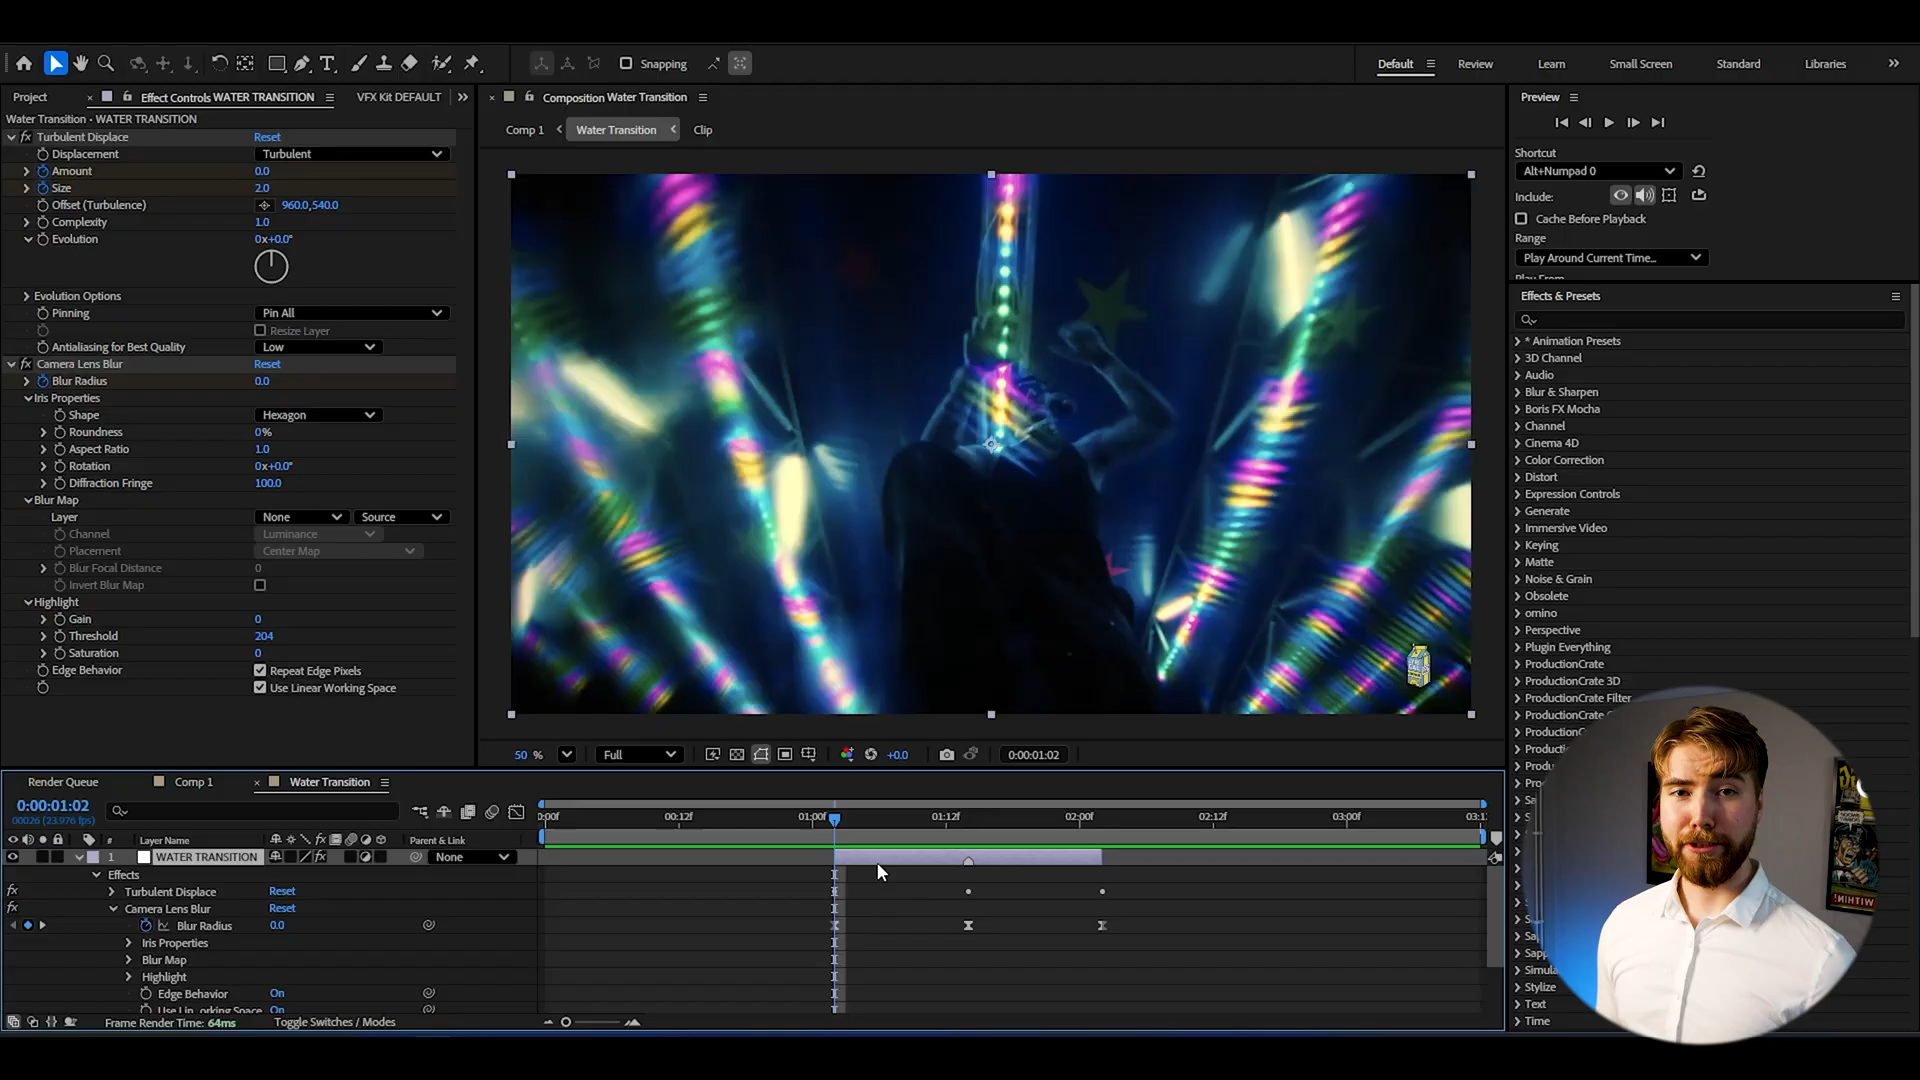 Snapping
Default
Review
Learn
Small Screen
Standard
Libraries
Project
Effect Controls WATER TRANSITION
VFX Kit DEFAULT
Water Transition • WATER TRANSITION
Turbulent Displace
Reset
Displacement
Turbulent
Amount
0.0
Size
2.0
Offset (Turbulence)
960.0,540.0
Complexity
1.0
Evolution
0x+0.0°
Evolution Options
Pinning
Pin All
Resize Layer
Antialiasing for Best Quality
Low
Camera Lens Blur
Reset
Blur Radius
0.0
Iris Properties
Shape
Hexagon
Roundness
0%
Aspect Ratio
1.0
Rotation
0x+0.0°
Diffraction Fringe
100.0
Blur Map
Layer
None
Source
Channel
Luminance
Placement
Center Map
Blur Focal Distance
0
Invert Blur Map
Highlight
Gain
0
Threshold
204
Saturation
0
Edge Behavior
Repeat Edge Pixels
Use Linear Working Space
Composition Water Transition
Comp 1
Water Transition
Clip
50 %
Full
+0.0
0:00:01:02
Preview
Shortcut
Alt+Numpad 0
Include:
Cache Before Playback
Range
Play Around Current Time...
Play From
Effects & Presets
* Animation Presets
3D Channel
Audio
Blur & Sharpen
Boris FX Mocha
Channel
Cinema 4D
Color Correction
Distort
Expression Controls
Generate
Immersive Video
Keying
Matte
Noise & Grain
Obsolete
omino
Perspective
Plugin Everything
ProductionCrate
ProductionCrate 3D
ProductionCrate Filter
Simula
Stylize
Text
Time
Render Queue
Comp 1
Water Transition
0:00:01:02
00026 (23.976 fps)
00:12f
01:00f
01:12f
02:00f
02:12f
03:00f
#
Layer Name
Parent & Link
1
WATER TRANSITION
None
Effects
Turbulent Displace
Reset
Camera Lens Blur
Reset
Blur Radius
0.0
Iris Properties
Blur Map
Highlight
Edge Behavior
On
Use Lin...orking Space
On
Frame Render Time: 64ms
Toggle Switches / Modes